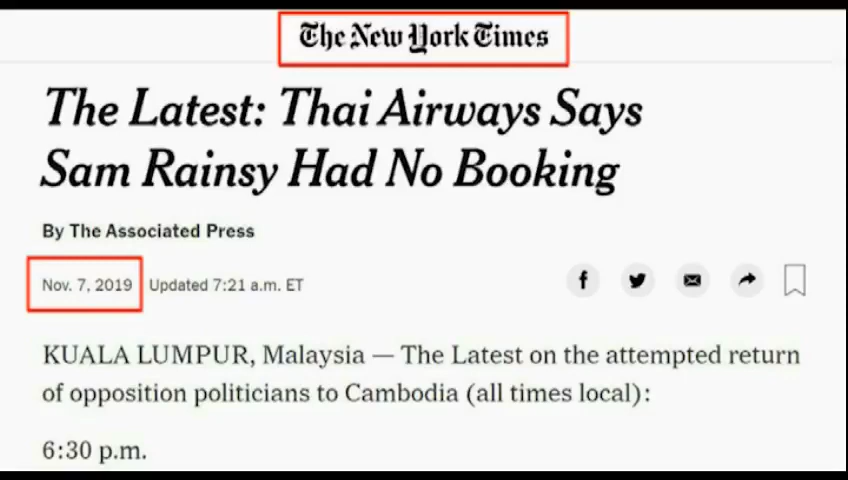 The New York Times
The Latest: Thai Airways Says
Sam Rainsy Had No Booking
By The Associated Press
Nov. 7, 2019 Updated 7:21 a.m. ET
KUALA LUMPUR, Malaysia — The Latest on the attempted return
of opposition politicians to Cambodia (all times local):
6:30 p.m.